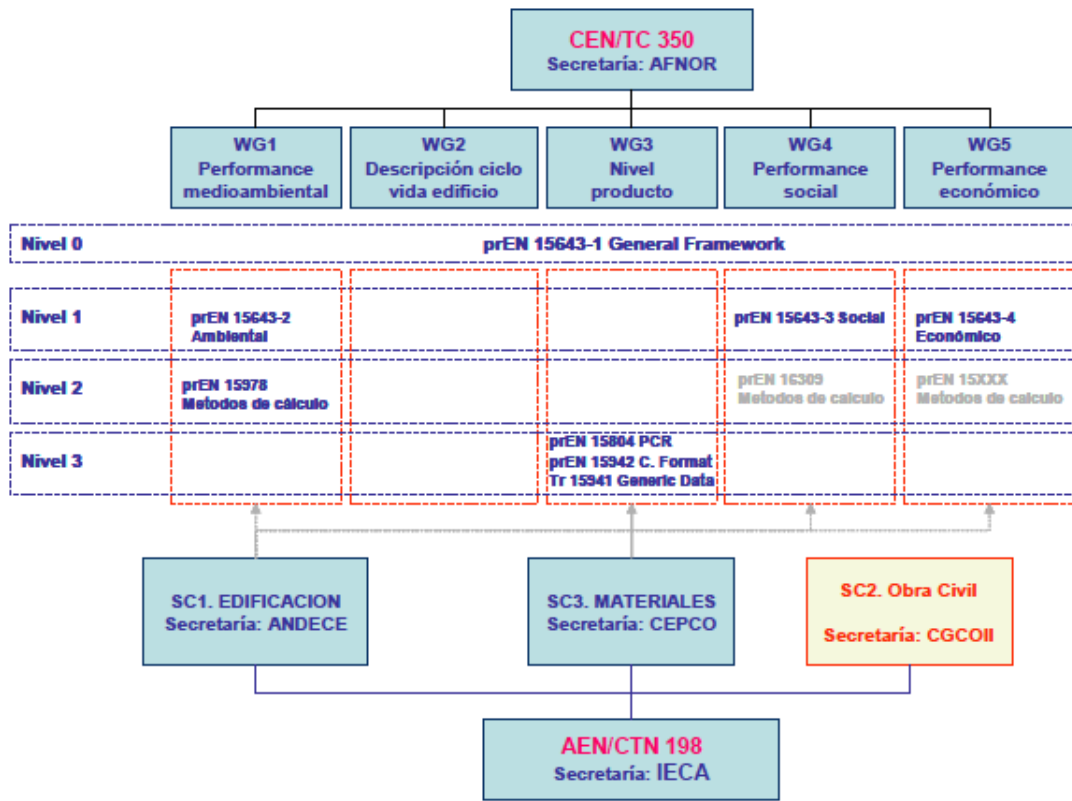 CEN/TC 350
Secretaría: AFNOR
WG1
Performance
medioambiental
WG2
Descripción ciclo
vida edificio
WG3
Nivel
producto
WG4
Performance
social
WG5
Performance
económico
Nivel 0
prEN 15643-1 General Framework
Nivel 1
prEN 15643-2
Ambiental
prEN 15643-3 Social
prEN 15643-4
Económico
Nivel 2
prEN 15978
Metodos de cálculo
prEN 16309
Metodos de calculo
prEN 15XXX
Metodos de calculo
Nivel 3
prEN 15804 PCR
prEN 15942 C. Format
Tr 15941 Generic Data
SC1. EDIFICACION
Secretaría: ANDECE
SC3. MATERIALES
Secretaría: CEPCO
SC2. Obra Civil
Secretaría: CGCOII
AEN/CTN 198
Secretaría: IECA